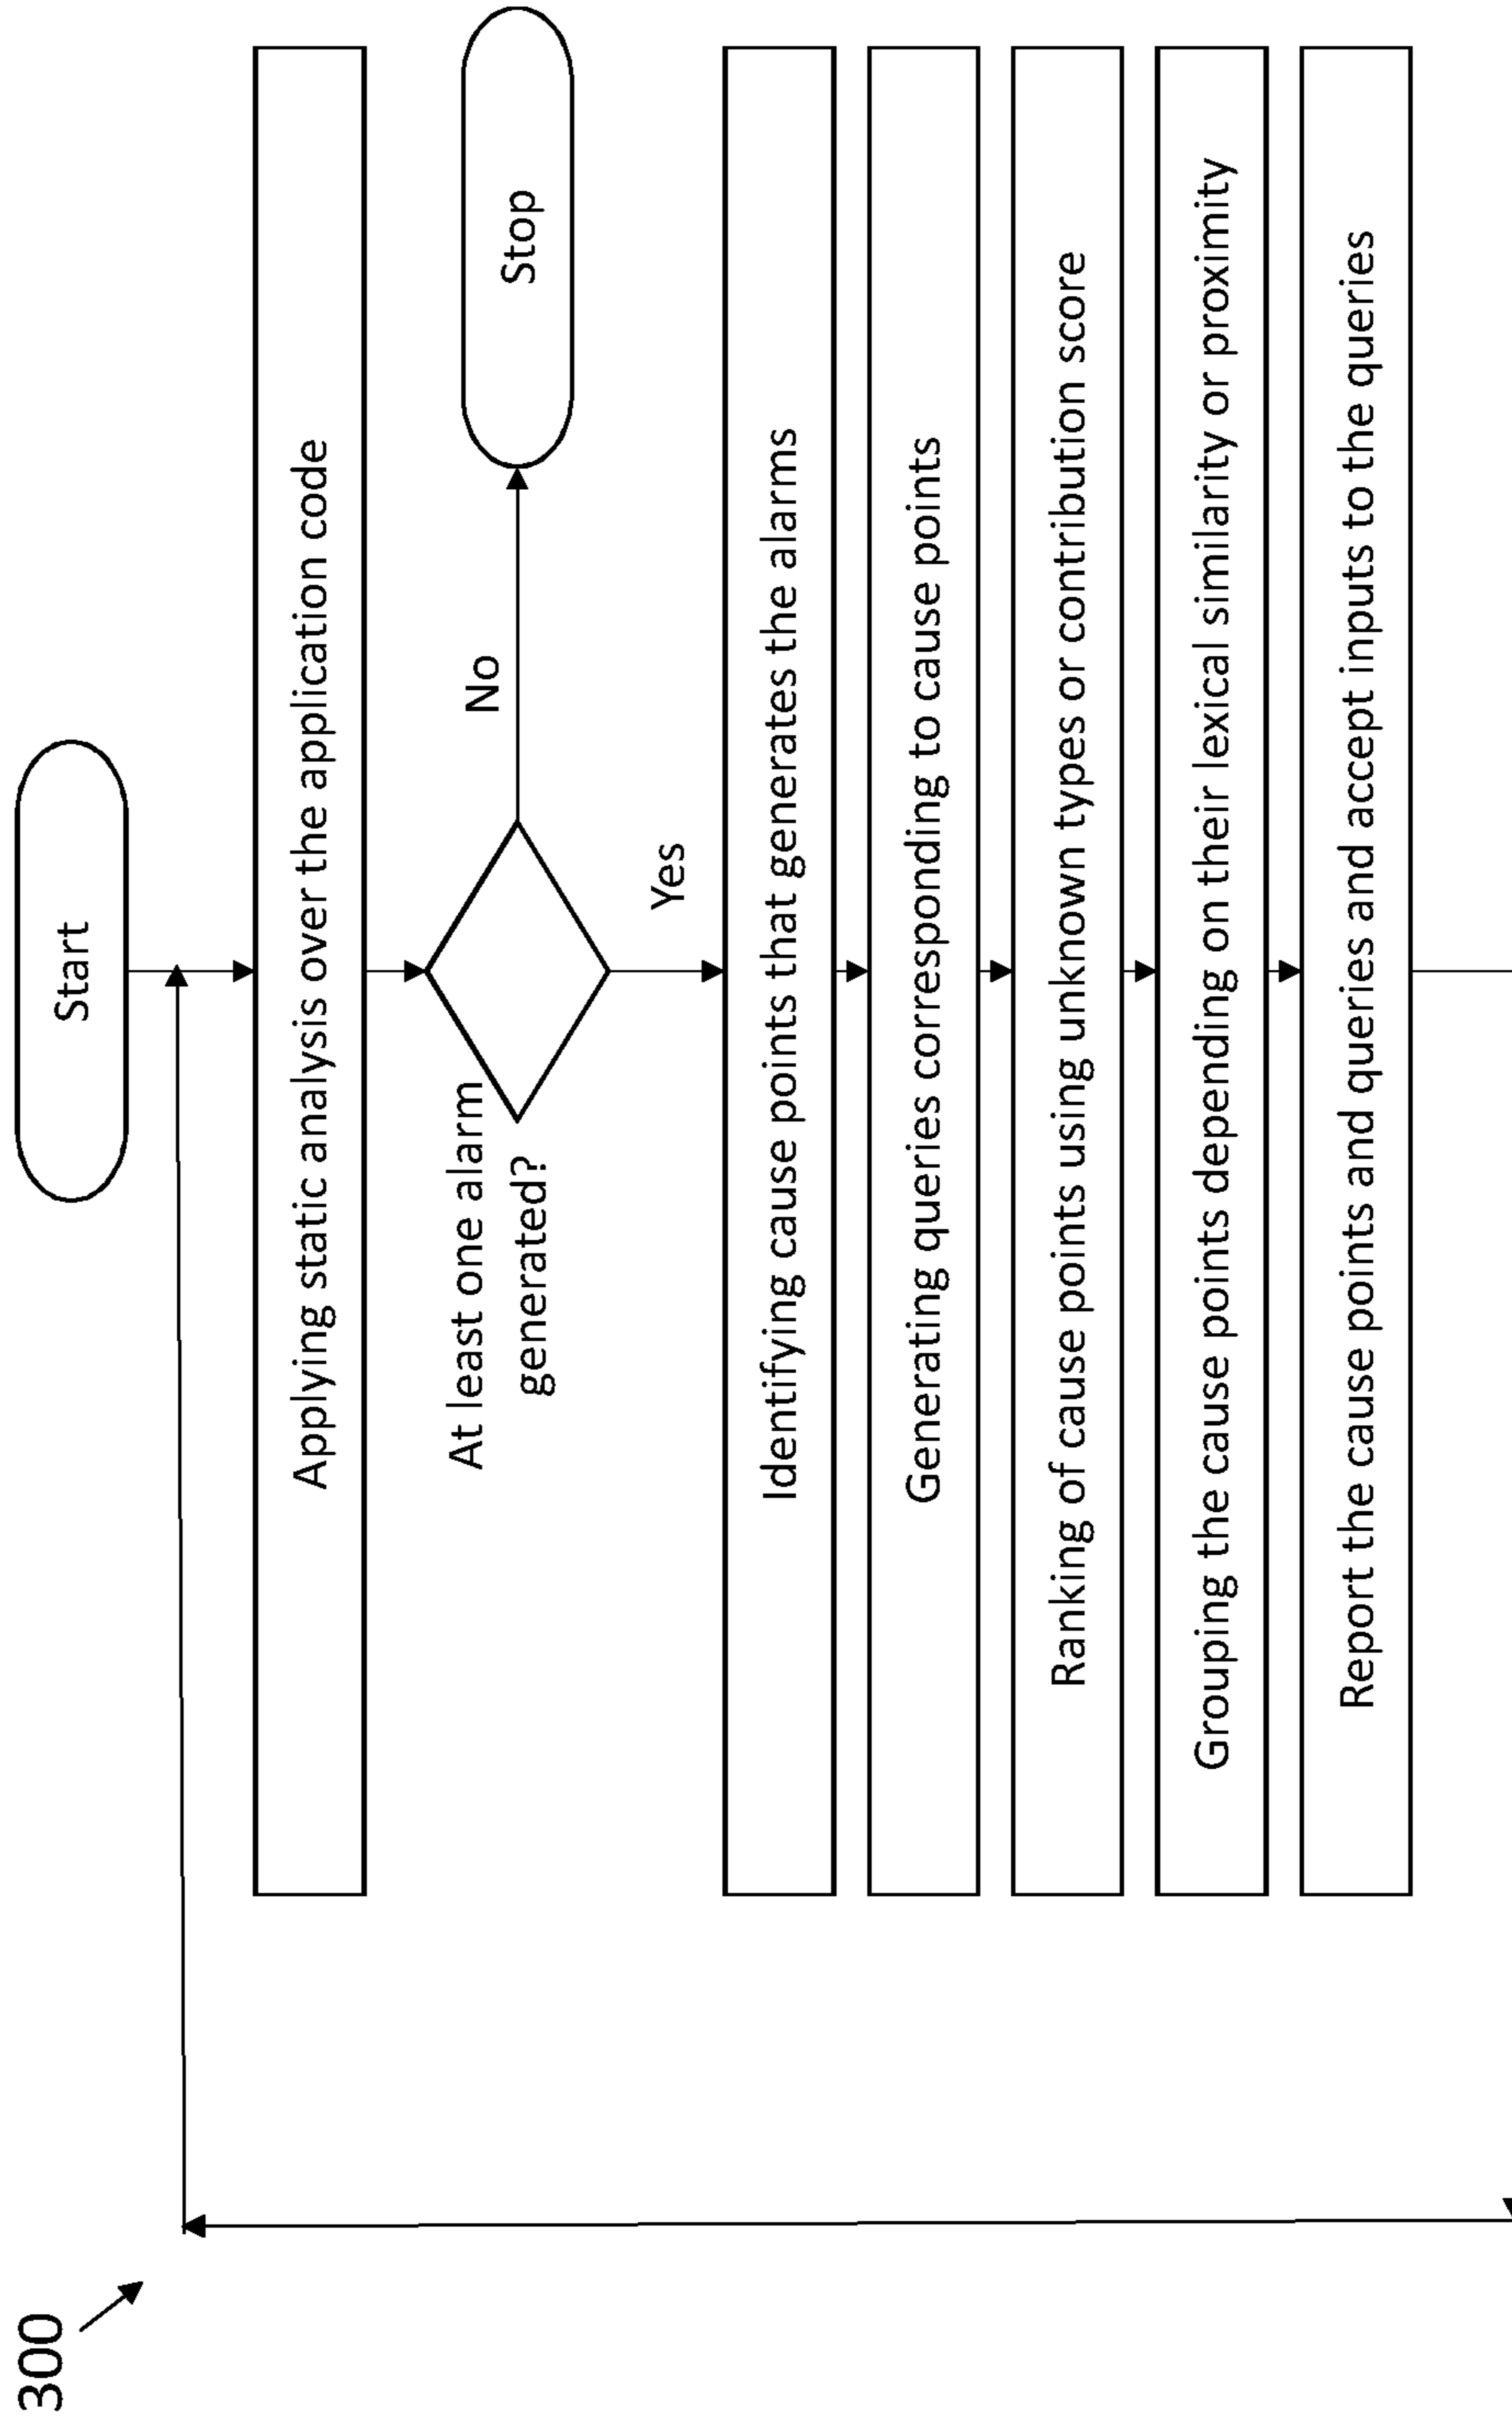 300
Start
Applying static analysis over the application code
At least one alarm
generated?
No
Stop
Yes
Identifying cause points that generates the alarms
Generating queries corresponding to cause points
Ranking of cause points using unknown types or contribution score
Grouping the cause points depending on their lexical similarity or proximity
Report the cause points and queries and accept inputs to the queries